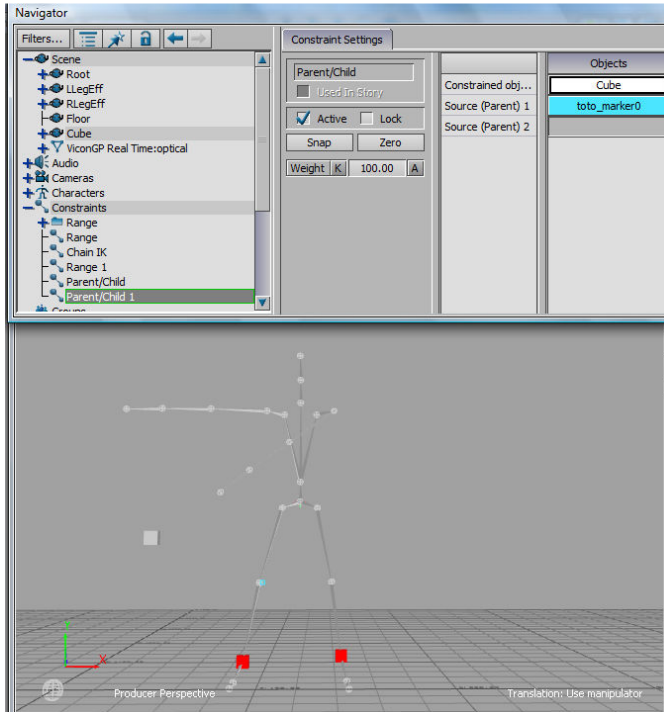 Navigator
Filters...
Constraint Settings
Scene
Root
LLegEff
RLegEff
Floor
Cube
ViconGP Real Time:optical
Audio
Cameras
Characters
Constraints
Range
Range
Chain IK
Range 1
Parent/Child
Parent/Child 1
Groups
Parent/Child
Used In Story
Active Lock
Snap Zero
Weight K 100.00 A
Objects
Constrained obj... Cube
Source (Parent) 1 toto_marker0
Source (Parent) 2
Y
X
Producer Perspective
Translation: Use manipulator